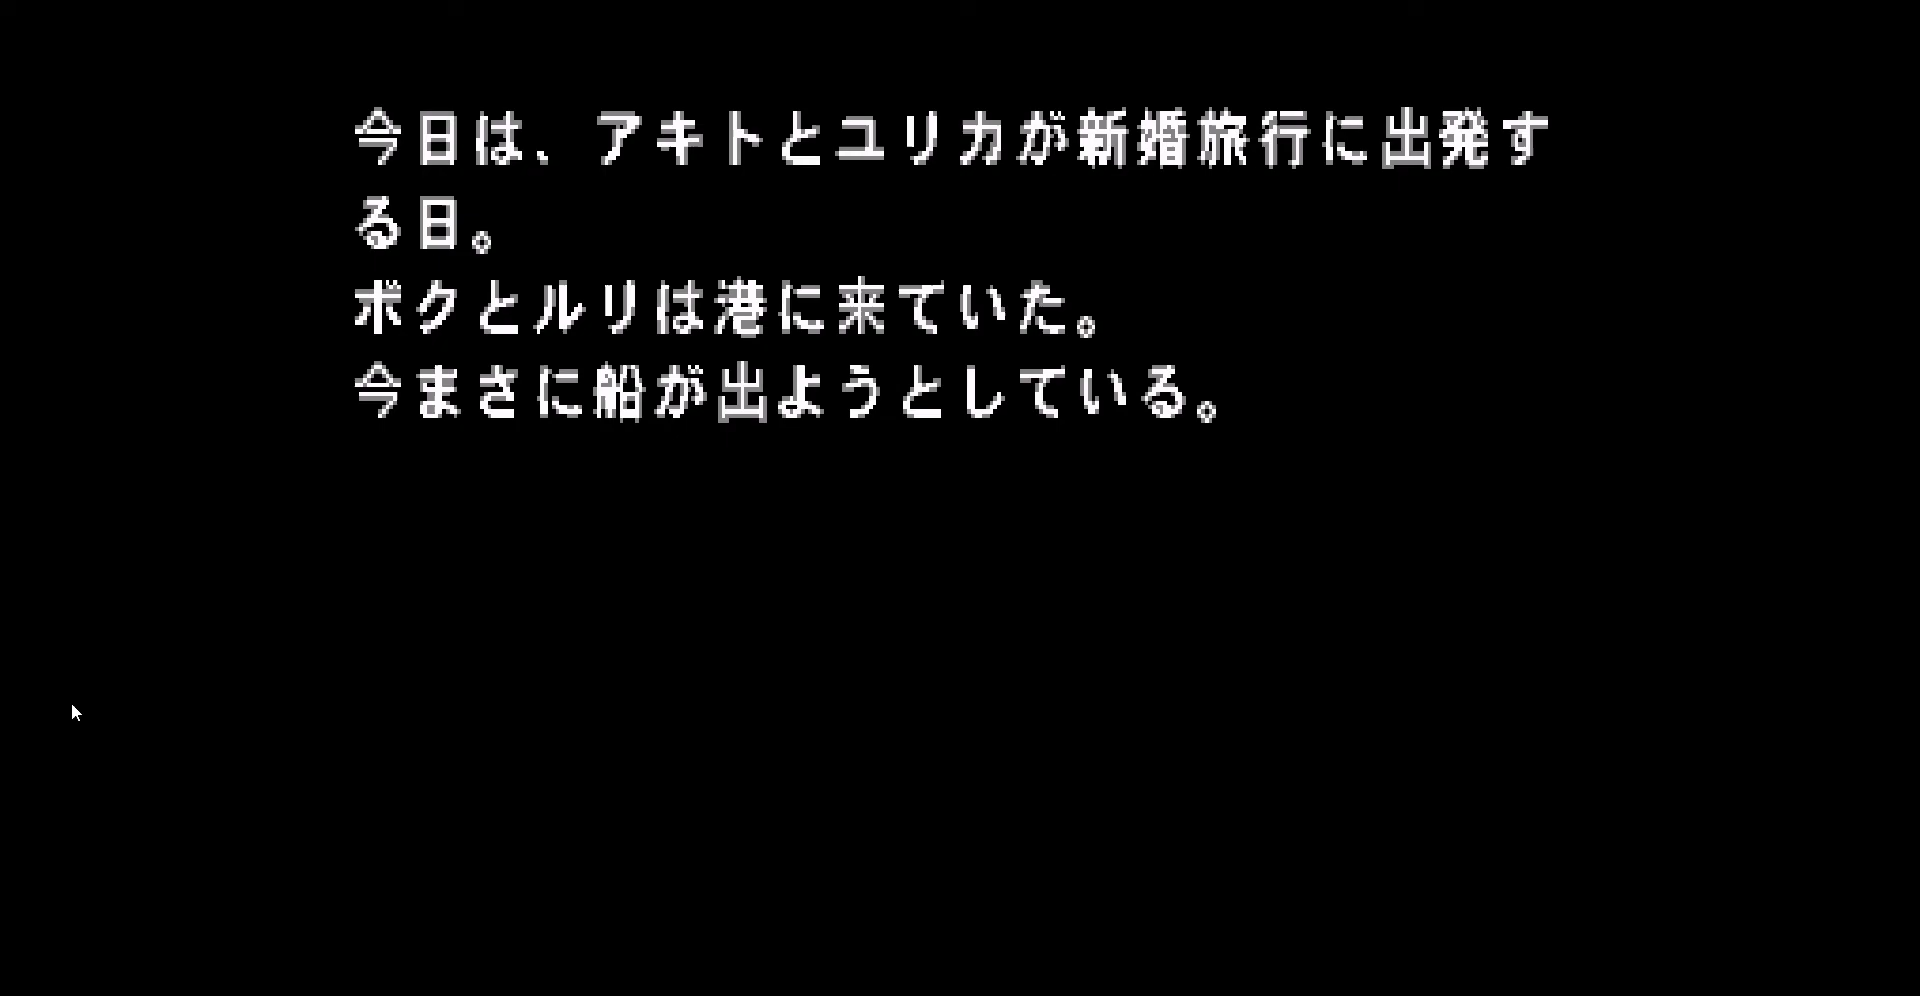 今日は、アキトとユリカが新婚旅行に出発す
る日。
ボクとルリは港に来ていた。
今まさに船が出ようとしている。